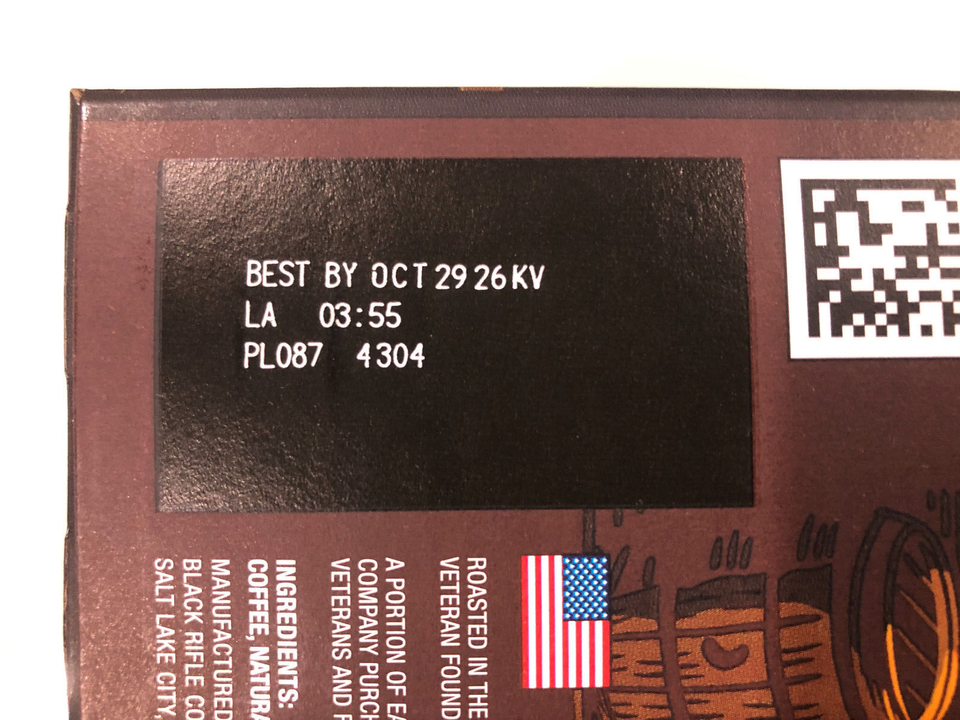 BEST BY OCT 29 26 KV
LA 03:55
PL087 4304
ROASTED IN THE
VETERAN FOUND
A PORTION OF EA
COMPANY PURCH
VETERANS AND F
INGREDIENTS:
COFFEE, NATURA
MANUFACTURED
BLACK RIFLE CO
SALT LAKE CITY,